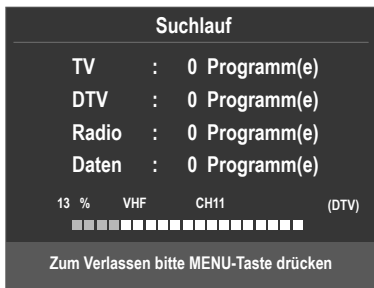 Suchlauf
TV : 0 Programm(e)
DTV : 0 Programm(e)
Radio : 0 Programm(e)
Daten : 0 Programm(e)
13 % VHF CH11 (DTV)
Zum Verlassen bitte MENU-Taste drücken